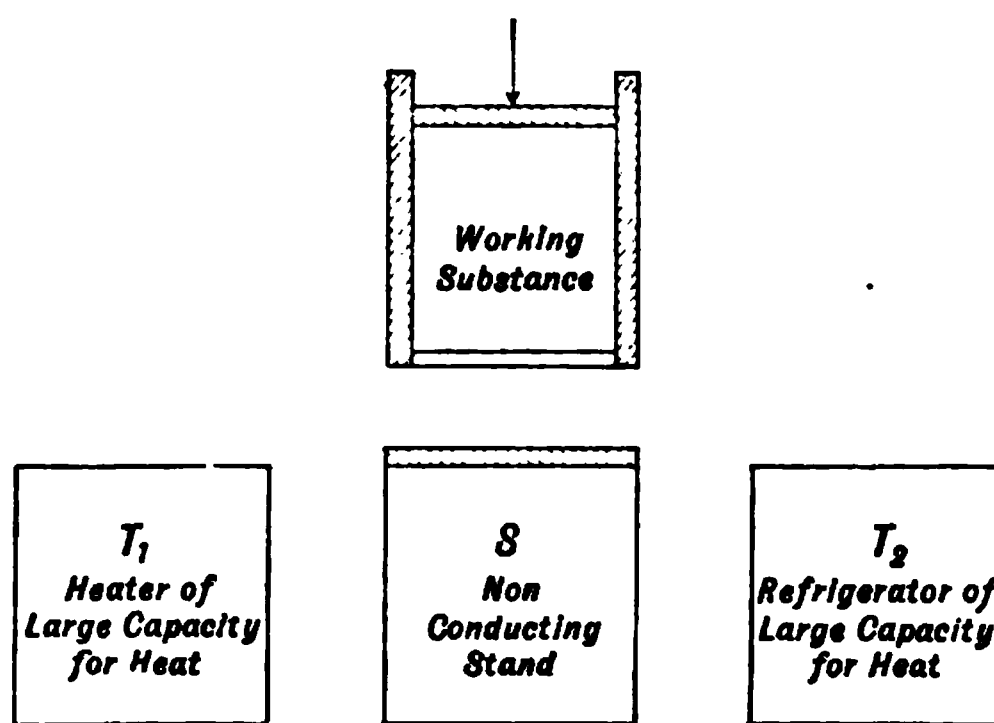 Working
Substance
T₁
Heater of
Large Capacity
for Heat
S
Non
Conducting
Stand
T₂
Refrigerator of
Large Capacity
for Heat